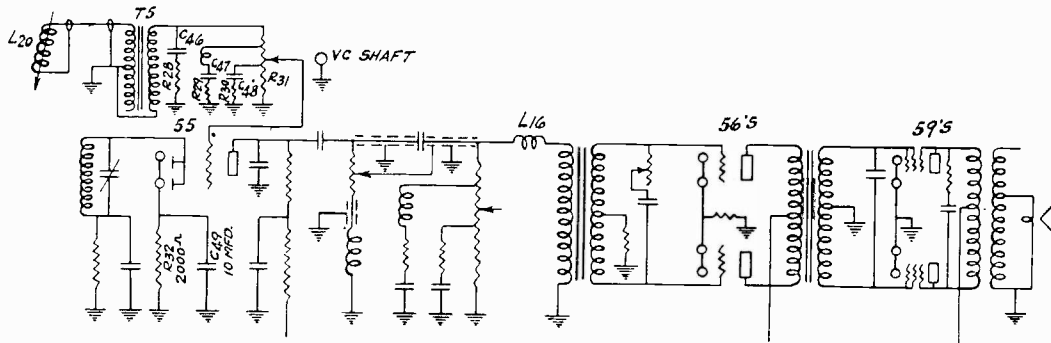 T5
L20
C46
R28
C47
R29
R30
C48
R31
VC SHAFT
55
R32
2000Ω
C49
10 MFD.
L16
56'S
59'S